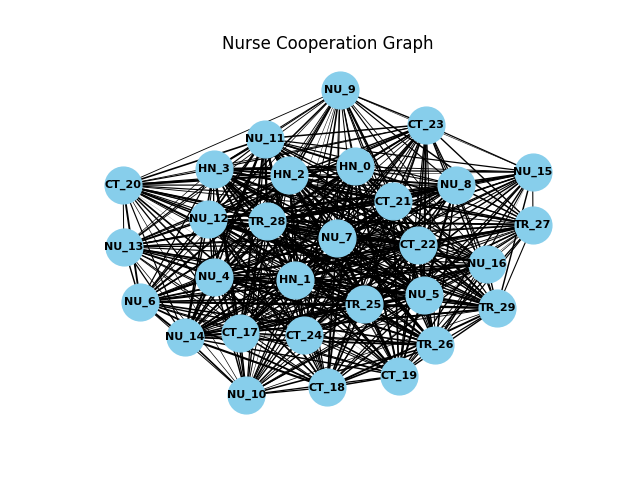 Nurse Cooperation Graph
NU_9
CT_23
NU_11
HN_0
HN_3
NU_15
HN_2
CT_20
NU_8
CT_21
NU_12
TR_28
TR_27
NU_7
CT_22
NU_13
NU_16
NU_4
HN_1
NU_5
NU_6
TR_25
TR_29
CT_17
CT_24
NU_14
TR_26
CT_19
CT_18
NU_10